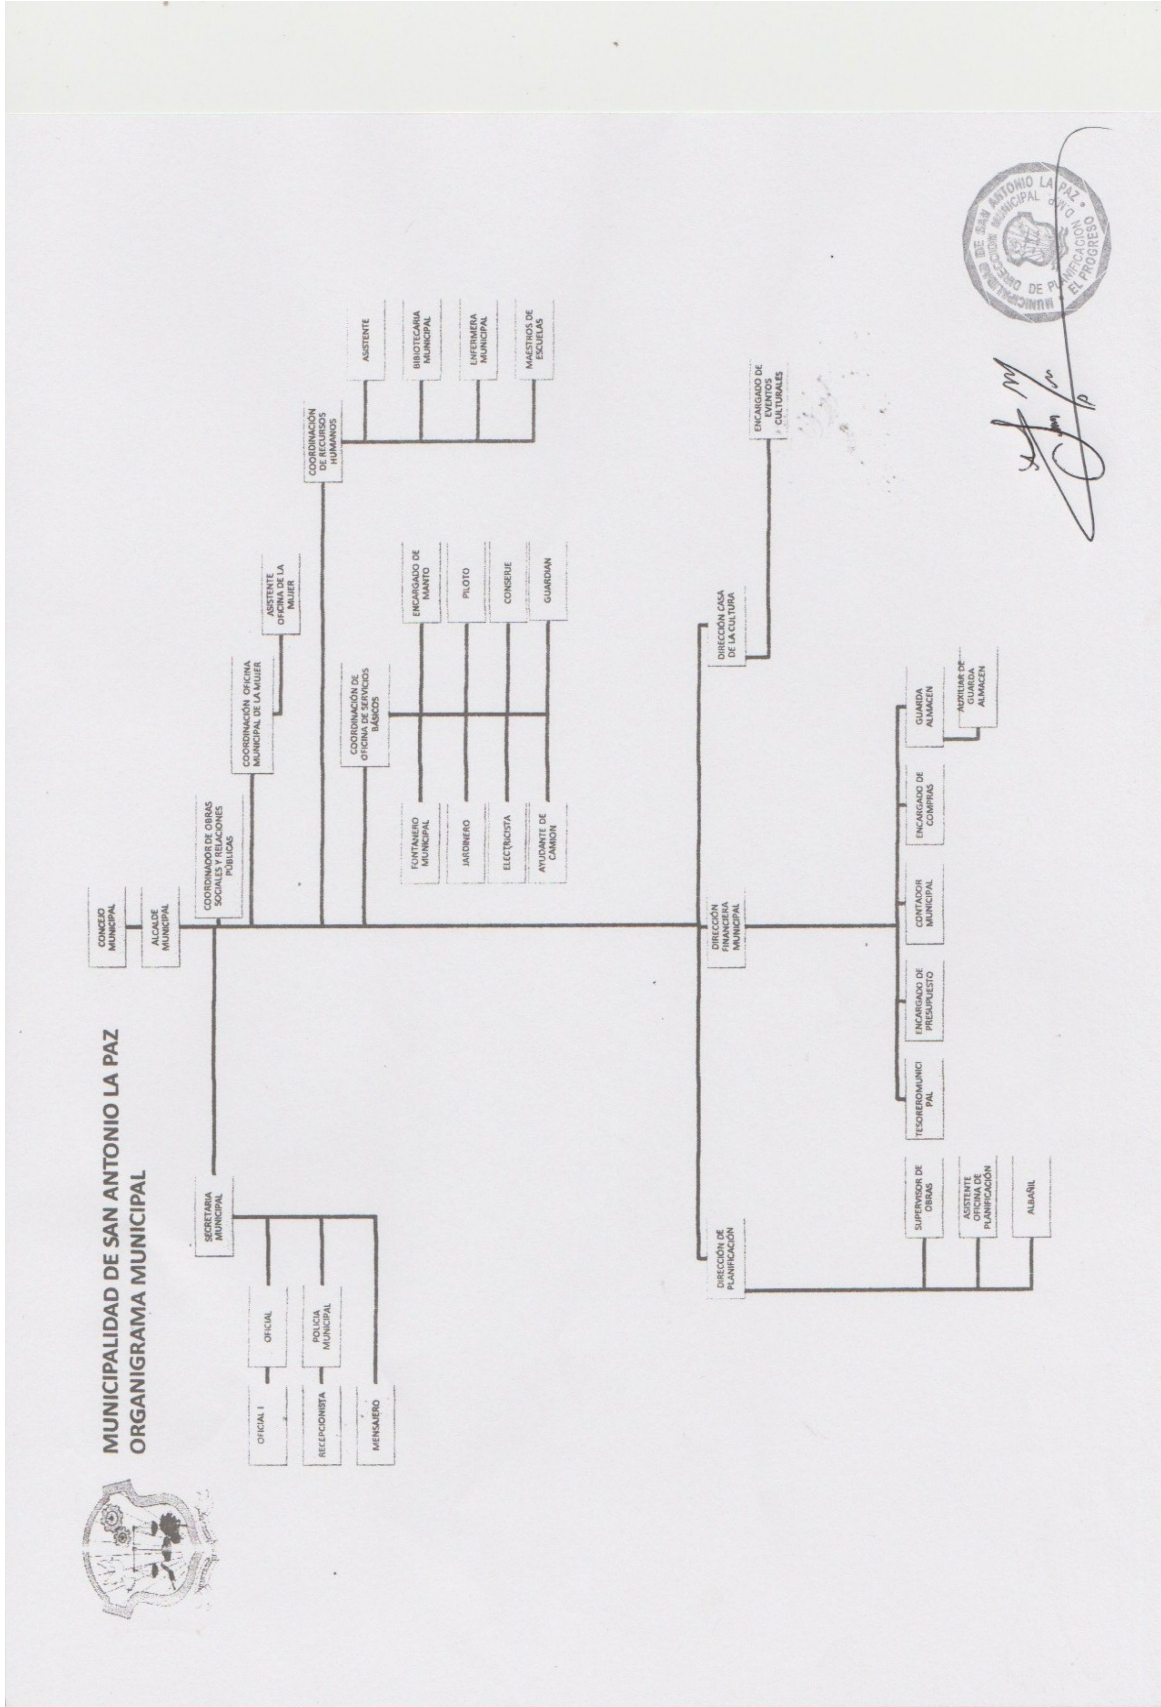 MUNICIPALIDAD DE SAN ANTONIO LA PAZ
ORGANIGRAMA MUNICIPAL
CONCEJO
MUNICIPAL
ALCALDE
MUNICIPAL
SECRETARIA
MUNICIPAL
COORDINADOR DE OBRAS
SOCIALES Y RELACIONES
PÚBLICAS
OFICIAL I
OFICIAL
RECEPCIONISTA
POLICIA
MUNICIPAL
MENSAJERO
COORDINACIÓN OFICINA
MUNICIPAL DE LA MUJER
ASISTENTE
OFICINA DE LA
MUJER
COORDINACIÓN
DE RECURSOS
HUMANOS
ASISTENTE
BIBIOTECARIA
MUNICIPAL
ENFERMERA
MUNICIPAL
MAESTROS DE
ESCUELAS
COORDINACIÓN DE
OFICINA DE SERVICIOS
BÁSICOS
FONTANERO
MUNICIPAL
ENCARGADO DE
MANTO
JARDINERO
PILOTO
ELECTRICISTA
CONSERJE
AYUDANTE DE
CAMION
GUARDIAN
DIRECCIÓN DE
PLANIFICACIÓN
DIRECCIÓN
FINANCIERA
MUNICIPAL
DIRECCIÓN CASA
DE LA CULTURA
ENCARGADO DE
EVENTOS
CULTURALES
SUPERVISOR DE
OBRAS
ASISTENTE
OFICINA DE
PLANIFICACIÓN
ALBAÑIL
TESOREROMUNICI
PAL
ENCARGADO DE
PRESUPUESTO
CONTADOR
MUNICIPAL
ENCARGADO DE
COMPRAS
GUARDA
ALMACEN
AUXILIAR DE
GUARDA
ALMACEN
MUNICIPALIDAD DE SAN ANTONIO LA PAZ
DIRECCION MUNICIPAL
DE PLANIFICACION
D.M.P.
EL PROGRESO